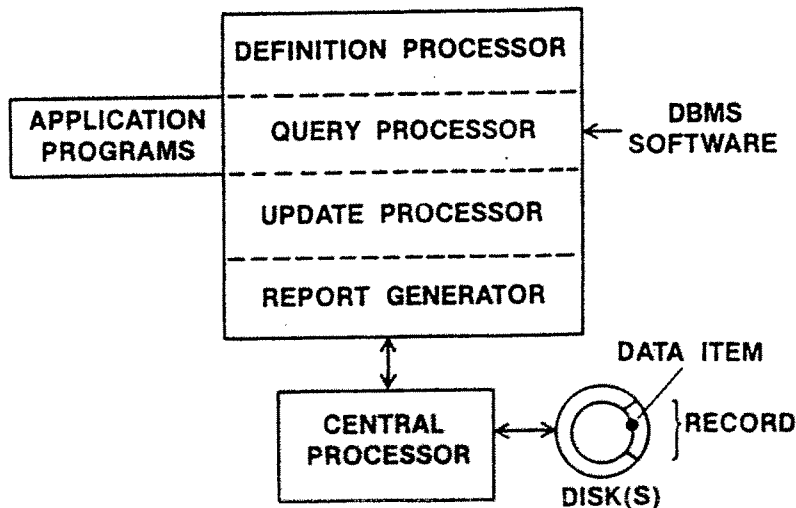 DEFINITION PROCESSOR
APPLICATION
PROGRAMS
QUERY PROCESSOR
DBMS
SOFTWARE
UPDATE PROCESSOR
REPORT GENERATOR
DATA ITEM
CENTRAL
PROCESSOR
RECORD
DISK(S)